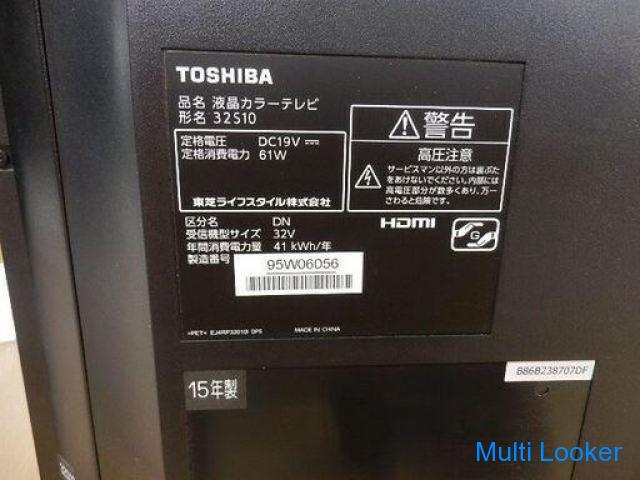 TOSHIBA
品名 液晶カラーテレビ
形名 32S10
定格電圧 DC19V
定格消費電力 61W
東芝ライフスタイル株式会社
区分名 DN
受信機型サイズ 32V
年間消費電力量 41 kWh/年
製造番号
95W06056
警告
高圧注意
サービスマン以外の方は裏ぶた
をあけないでください。内部には
高電圧部分が数多くあり、万一
さわると危険です。
HDMI
G
>PET<
MADE IN CHINA
15年製
B86B238707DF
Multi Looker